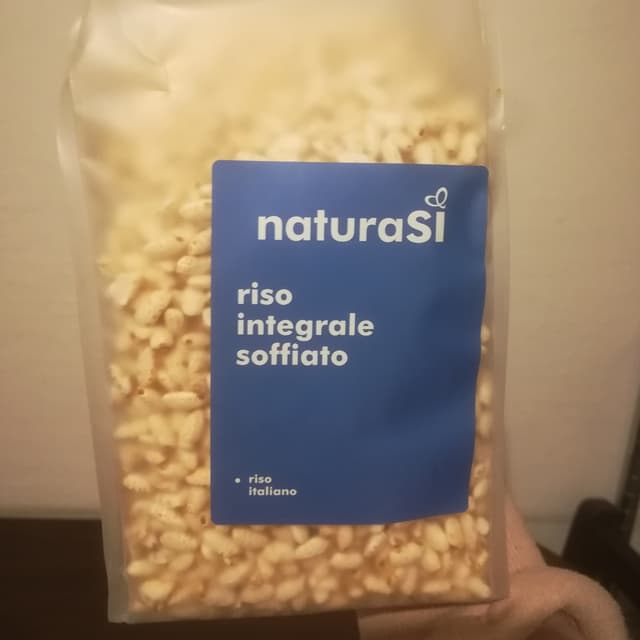 naturaSì
riso
integrale
soffiato
• riso
italiano